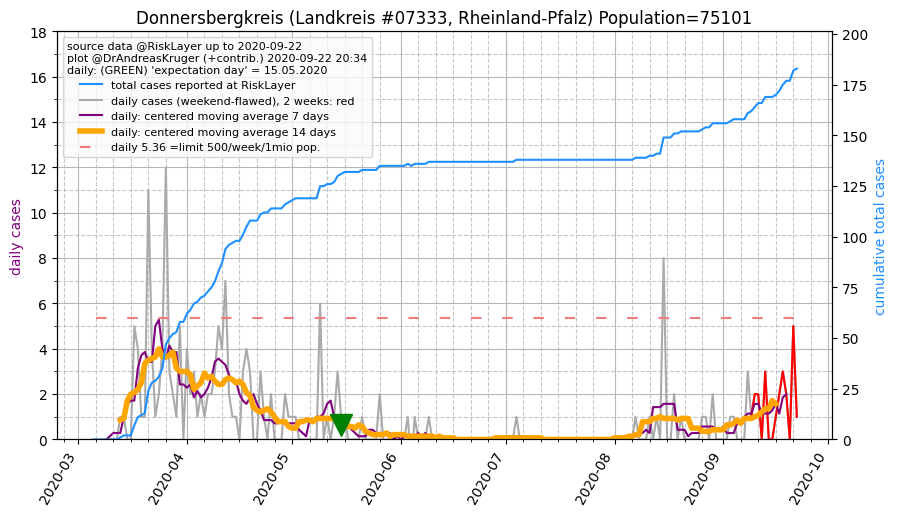 Donnersbergkreis (Landkreis #07333, Rheinland-Pfalz) Population=75101
source data @RiskLayer up to 2020-09-22
plot @DrAndreasKruger (+contrib.) 2020-09-22 20:34
daily: (GREEN) 'expectation day' = 15.05.2020
total cases reported at RiskLayer
daily cases (weekend-flawed), 2 weeks: red
daily: centered moving average 7 days
daily: centered moving average 14 days
daily 5.36 =limit 500/week/1mio pop.
daily cases
18
16
14
12
10
8
6
4
2
0
cumulative total cases
200
175
150
125
100
75
50
25
0
2020-03
2020-04
2020-05
2020-06
2020-07
2020-08
2020-09
2020-10